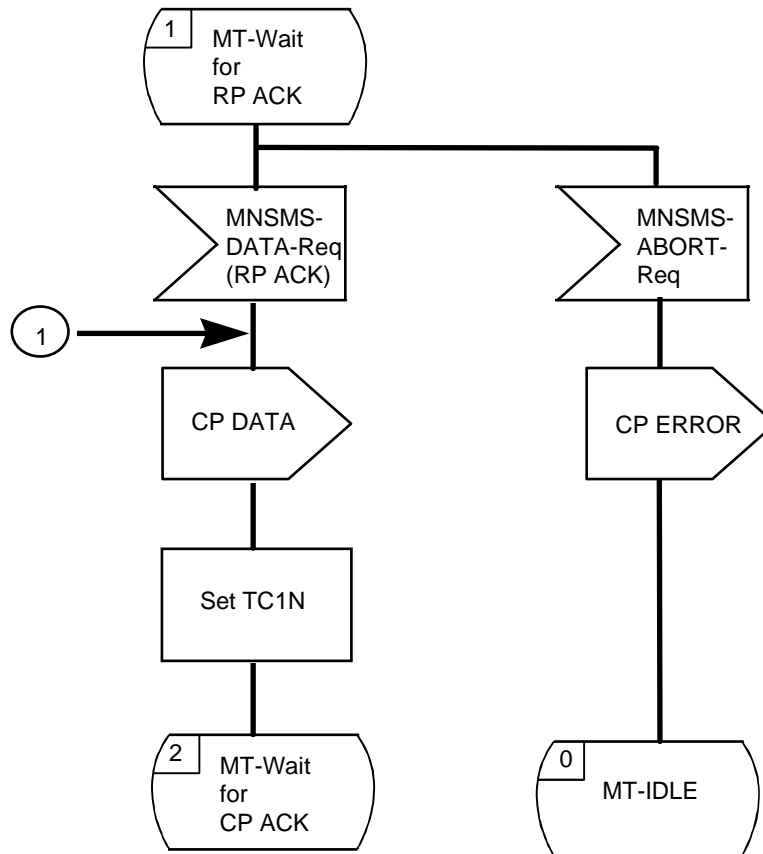 1
MT-Wait
for
RP ACK
MNSMS-
DATA-Req
(RP ACK)
MNSMS-
ABORT-
Req
1
CP DATA
CP ERROR
Set TC1N
2
MT-Wait
for
CP ACK
0
MT-IDLE